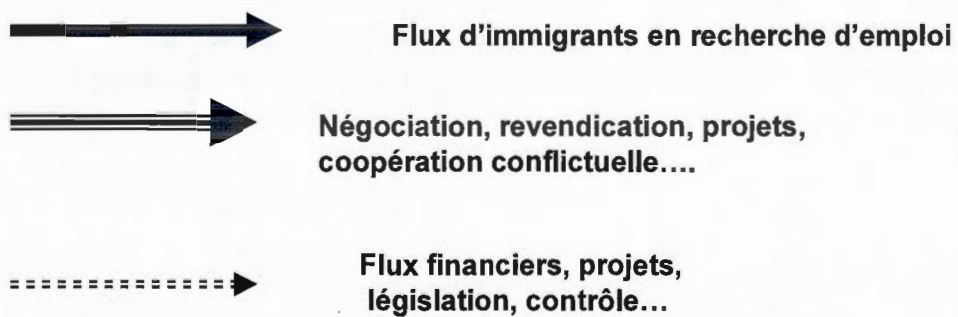 Flux d'immigrants en recherche d'emploi
Négociation, revendication, projets,
coopération conflictuelle....
Flux financiers, projets,
législation, contrôle...